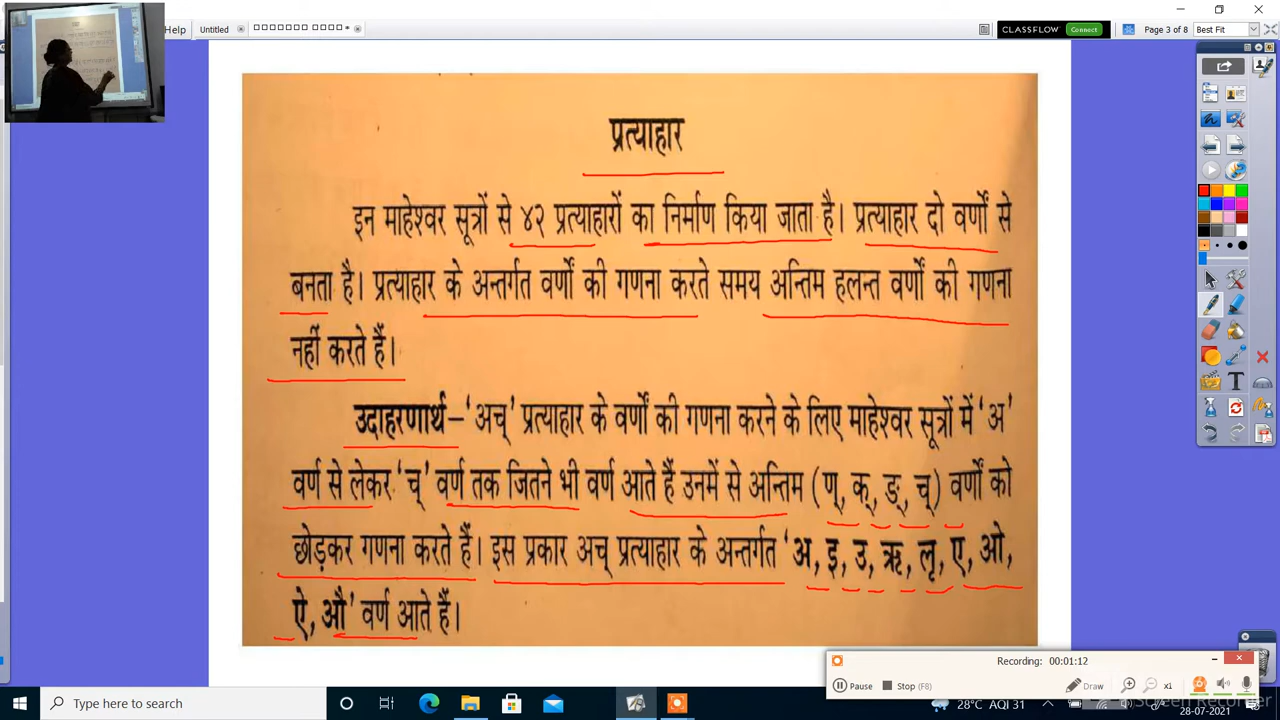 Help Untitled CLASSFLOW Connect Page 3 of 8 Best Fit
प्रत्याहार
इन माहेश्वर सूत्रों से ४२ प्रत्याहारों का निर्माण किया जाता है। प्रत्याहार दो वर्णों से
बनता है। प्रत्याहार के अन्तर्गत वर्णों की गणना करते समय अन्तिम हलन्त वर्णों की गणना
नहीं करते हैं।
उदाहरणार्थ–‘अच्’ प्रत्याहार के वर्णों की गणना करने के लिए माहेश्वर सूत्रों में ‘अ’
वर्ण से लेकर ‘च्’ वर्ण तक जितने भी वर्ण आते हैं उनमें से अन्तिम (ण्, क्, ङ्, च्) वर्णों को
छोड़कर गणना करते हैं। इस प्रकार अच् प्रत्याहार के अन्तर्गत ‘अ, इ, उ, ऋ, लृ, ए, ओ,
ऐ, औ’ वर्ण आते हैं।
Recording: 00:01:12
Pause Stop (F8) Draw x1
Type here to search 28°C AQI 31
Screen Recorder
28-07-2021